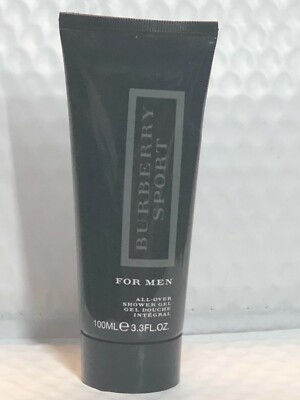 BURBERRY
SPORT
FOR MEN
ALL-OVER
SHOWER GEL
GEL DOUCHE
INTÉGRAL
100ML ℮ 3.3FL.OZ.